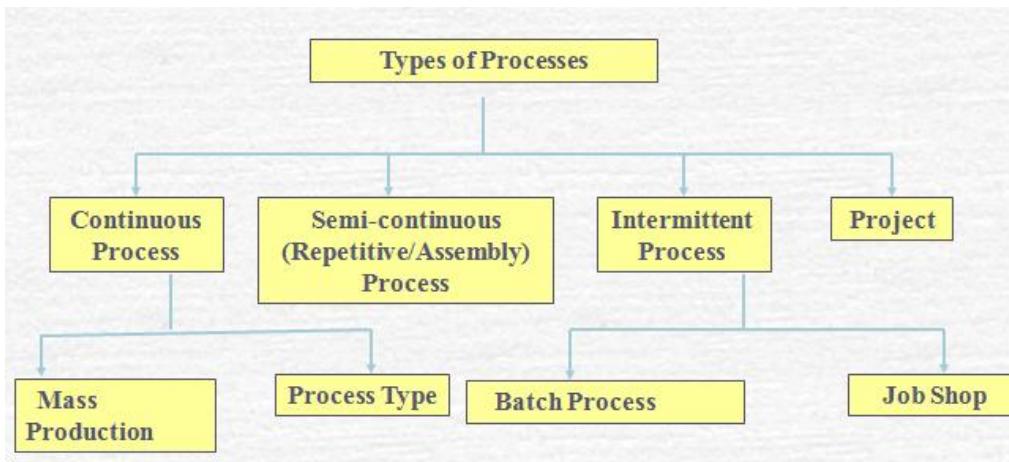 Types of Processes
Continuous
Process
Semi-continuous
(Repetitive/Assembly)
Process
Intermittent
Process
Project
Mass
Production
Process Type
Batch Process
Job Shop